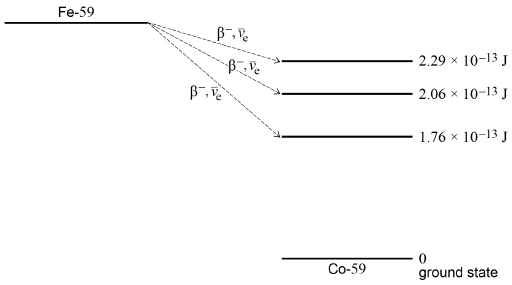 Fe-59
β⁻, ν̄ₑ
β⁻, ν̄ₑ
β⁻, ν̄ₑ
2.29 × 10⁻¹³ J
2.06 × 10⁻¹³ J
1.76 × 10⁻¹³ J
0
Co-59
ground state